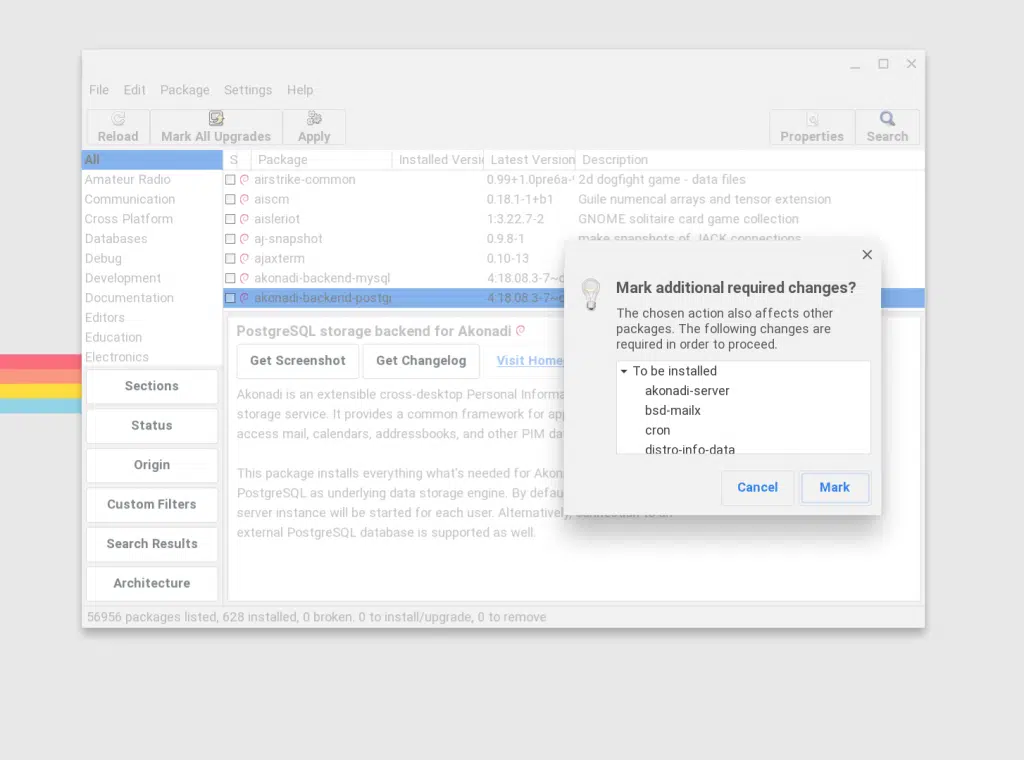 File Edit Package Settings Help
Reload Mark All Upgrades Apply Properties Search
All
Amateur Radio
Communication
Cross Platform
Databases
Debug
Development
Documentation
Editors
Education
Electronics
S Package Installed Versi Latest Version Description
airstrike-common 0.99+1.0pre6a- 2d dogfight game - data files
aiscm 0.18.1-1+b1 Guile numerical arrays and tensor extension
aisleriot 1:3.22.7-2 GNOME solitaire card game collection
aj-snapshot 0.9.8-1 make snapshots of JACK connections
ajaxterm 0.10-13
akonadi-backend-mysql 4:18.08.3-7~
akonadi-backend-postg 4:18.08.3-7~
Sections
Status
Origin
Custom Filters
Search Results
Architecture
PostgreSQL storage backend for Akonadi
Get Screenshot Get Changelog Visit Home
Akonadi is an extensible cross-desktop Personal Informa
storage service. It provides a common framework for app
access mail, calendars, addressbooks, and other PIM da
This package installs everything what's needed for Akon
PostgreSQL as underlying data storage engine. By defau
server instance will be started for each user. Alternatively, connection to an
external PostgreSQL database is supported as well.
Mark additional required changes?
The chosen action also affects other
packages. The following changes are
required in order to proceed.
To be installed
akonadi-server
bsd-mailx
cron
distro-info-data
Cancel Mark
56956 packages listed, 628 installed, 0 broken. 0 to install/upgrade, 0 to remove